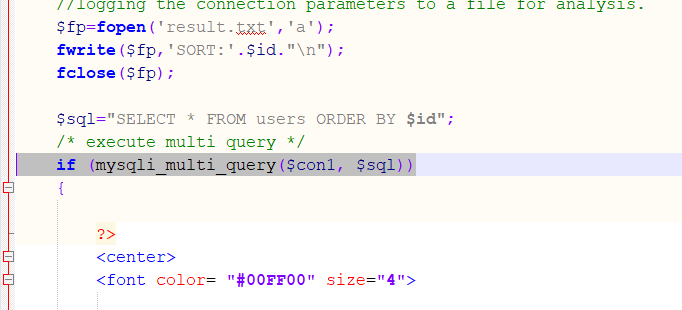 //logging the connection parameters to a file for analysis.
$fp=fopen('result.txt','a');
fwrite($fp,'SORT:'.$id."\n");
fclose($fp);
$sql="SELECT * FROM users ORDER BY $id";
/* execute multi query */
if (mysqli_multi_query($con1, $sql))
{
?>
<center>
<font color= "#00FF00" size="4">